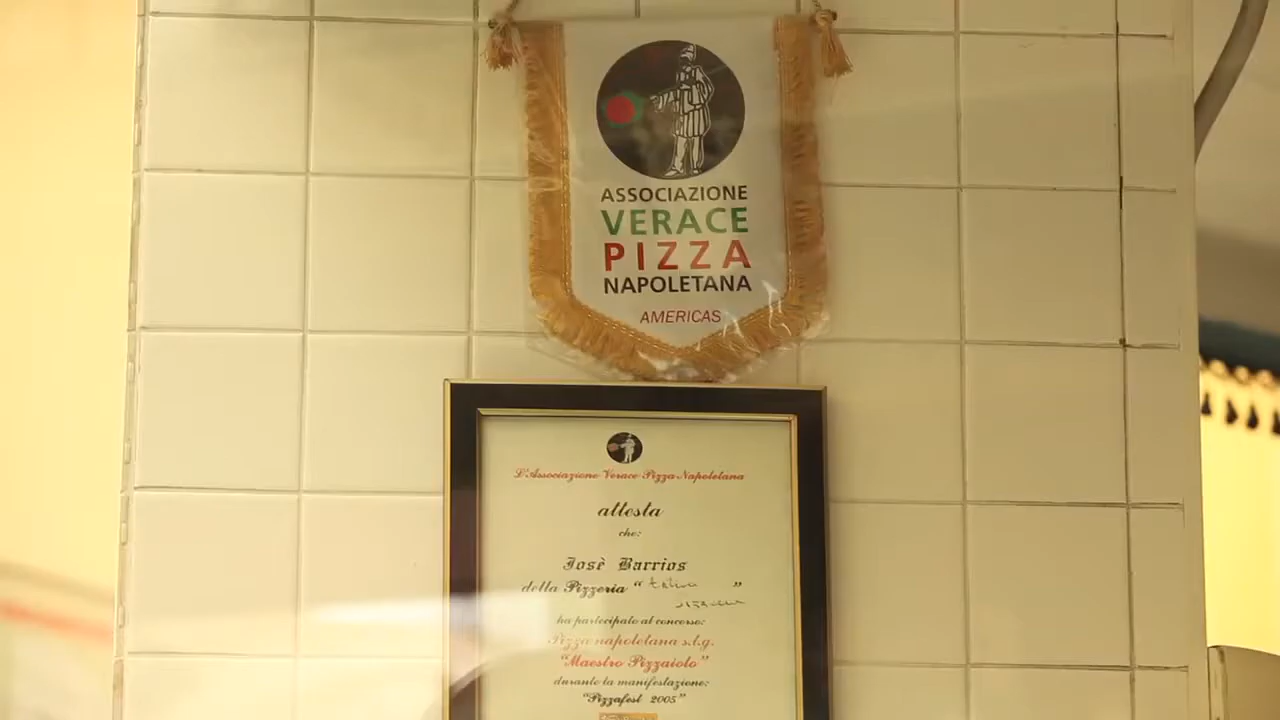 ASSOCIAZIONE
VERACE
PIZZA
NAPOLETANA
AMERICAS
L'Associazione Verace Pizza Napoletana
attesta
che:
Josè Barrios
della Pizzeria “ ”
ha partecipato al concorso:
Pizza napoletana s.t.g.
“Maestro Pizzaiolo”
durante la manifestazione:
“Pizzafest 2005”